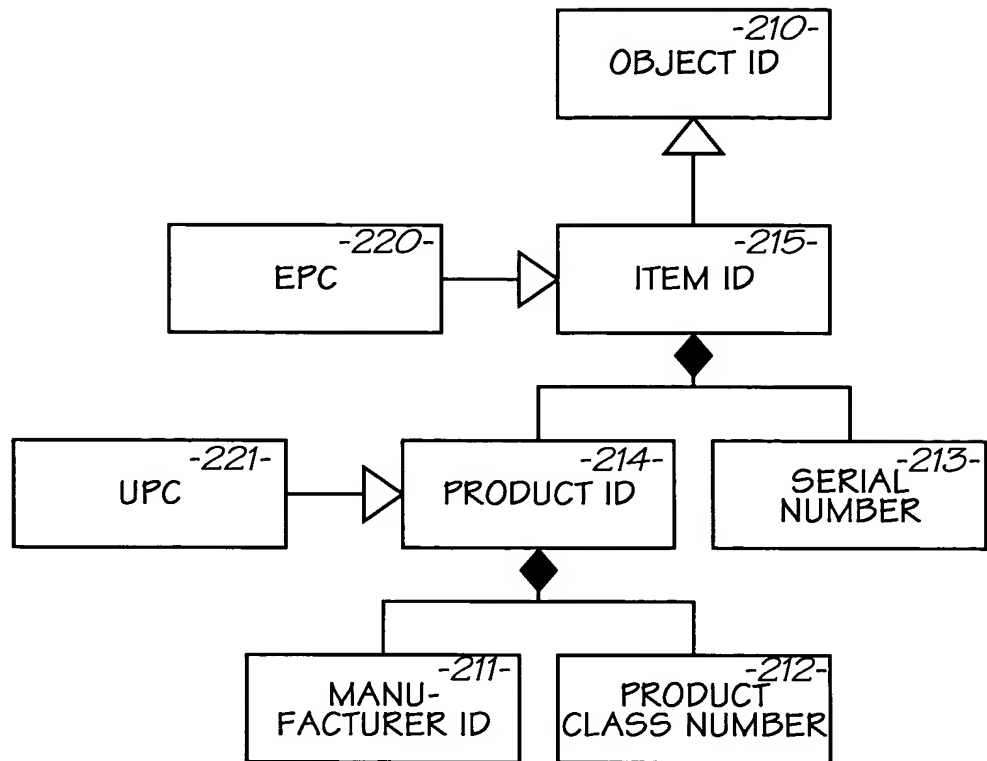 -210-
OBJECT ID
-220-
EPC
-215-
ITEM ID
-221-
UPC
-214-
PRODUCT ID
-213-
SERIAL
NUMBER
-211-
MANU-
FACTURER ID
-212-
PRODUCT
CLASS NUMBER